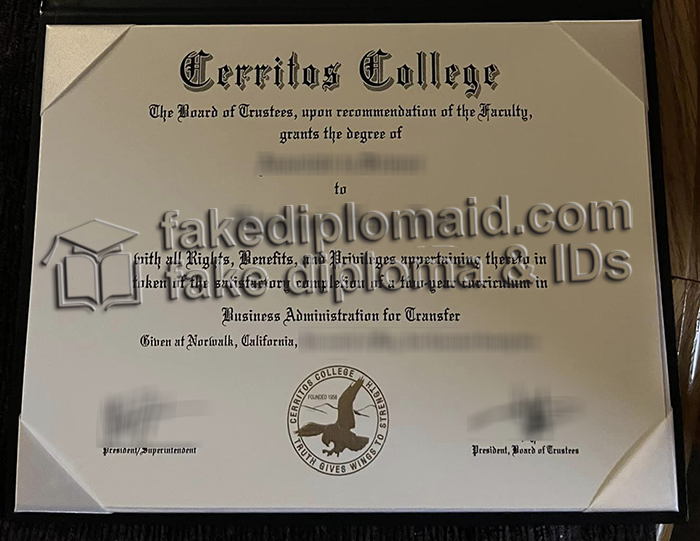 Cerritos College
The Board of Trustees, upon recommendation of the Faculty,
grants the degree of
to
fakediplomaid.com
with all Rights, Benefits, and Privileges appertaining thereto in
fake diploma & IDs
token of the satisfactory completion of a two-year curriculum in
Business Administration for Transfer
Given at Norwalk, California,
CERRITOS COLLEGE
FOUNDED 1956
TRUTH GIVES WINGS TO STRENGTH
President/Superintendent
President, Board of Trustees